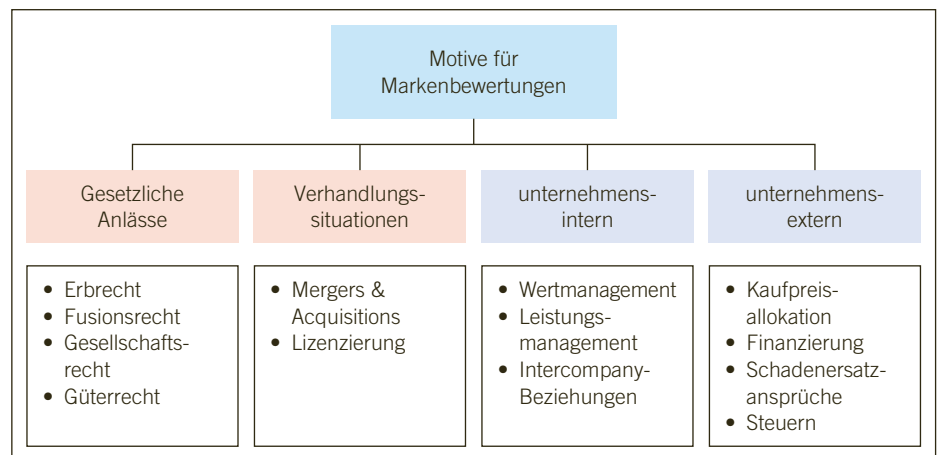 Motive für
Markenbewertungen
Gesetzliche
Anlässe
Verhandlungs-
situationen
unternehmens-
intern
unternehmens-
extern
• Erbrecht
• Fusionsrecht
• Gesellschafts-
recht
• Güterrecht
• Mergers &
Acquisitions
• Lizenzierung
• Wertmanagement
• Leistungs-
management
• Intercompany-
Beziehungen
• Kaufpreis-
allokation
• Finanzierung
• Schadenersatz-
ansprüche
• Steuern